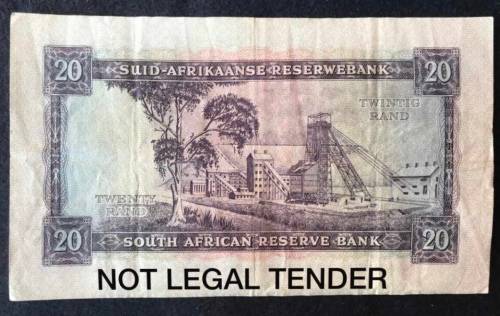 20 SUID-AFRIKAANSE RESERWEBANK 20
TWINTIG
RAND
TWENTY
RAND
20 SOUTH AFRICAN RESERVE BANK 20
NOT LEGAL TENDER